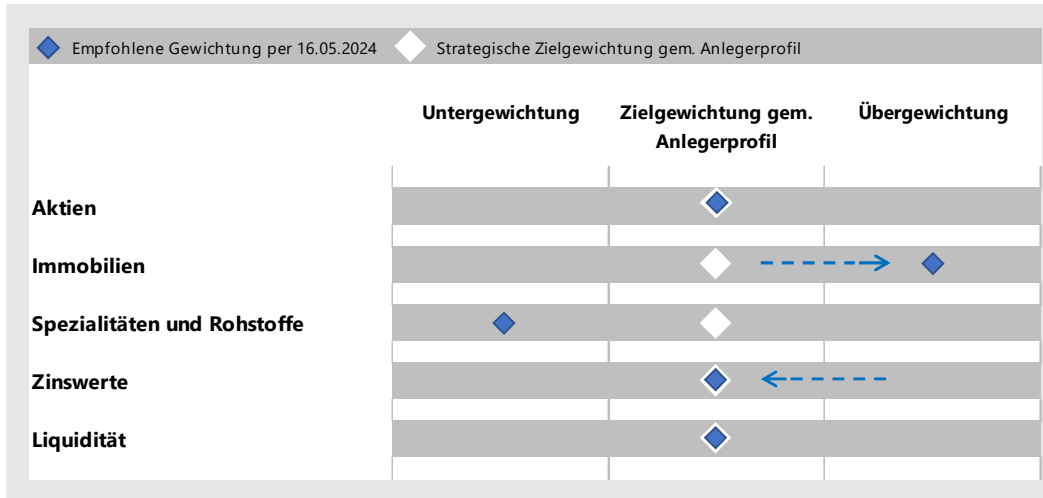 Empfohlene Gewichtung per 16.05.2024 Strategische Zielgewichtung gem. Anlegerprofil
Untergewichtung Zielgewichtung gem. Übergewichtung
Anlegerprofil
Aktien
Immobilien
Spezialitäten und Rohstoffe
Zinswerte
Liquidität